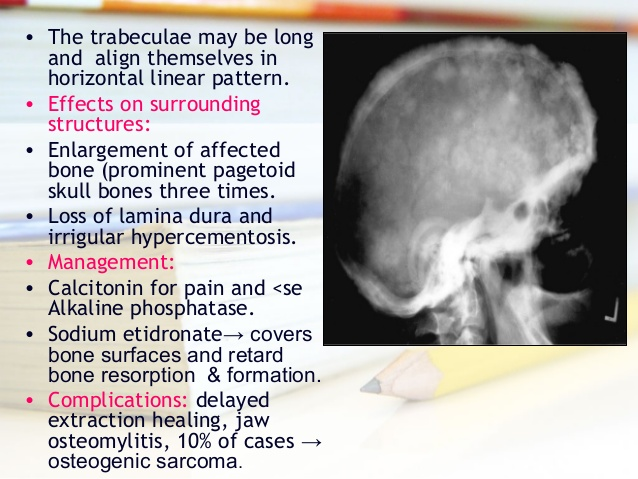 • The trabeculae may be long
and align themselves in
horizontal linear pattern.
• Effects on surrounding
structures:
• Enlargement of affected
bone (prominent pagetoid
skull bones three times.
• Loss of lamina dura and
irrigular hypercementosis.
• Management:
• Calcitonin for pain and <se
Alkaline phosphatase.
• Sodium etidronate→ covers
bone surfaces and retard
bone resorption & formation.
• Complications: delayed
extraction healing, jaw
osteomylitis, 10% of cases →
osteogenic sarcoma.
L